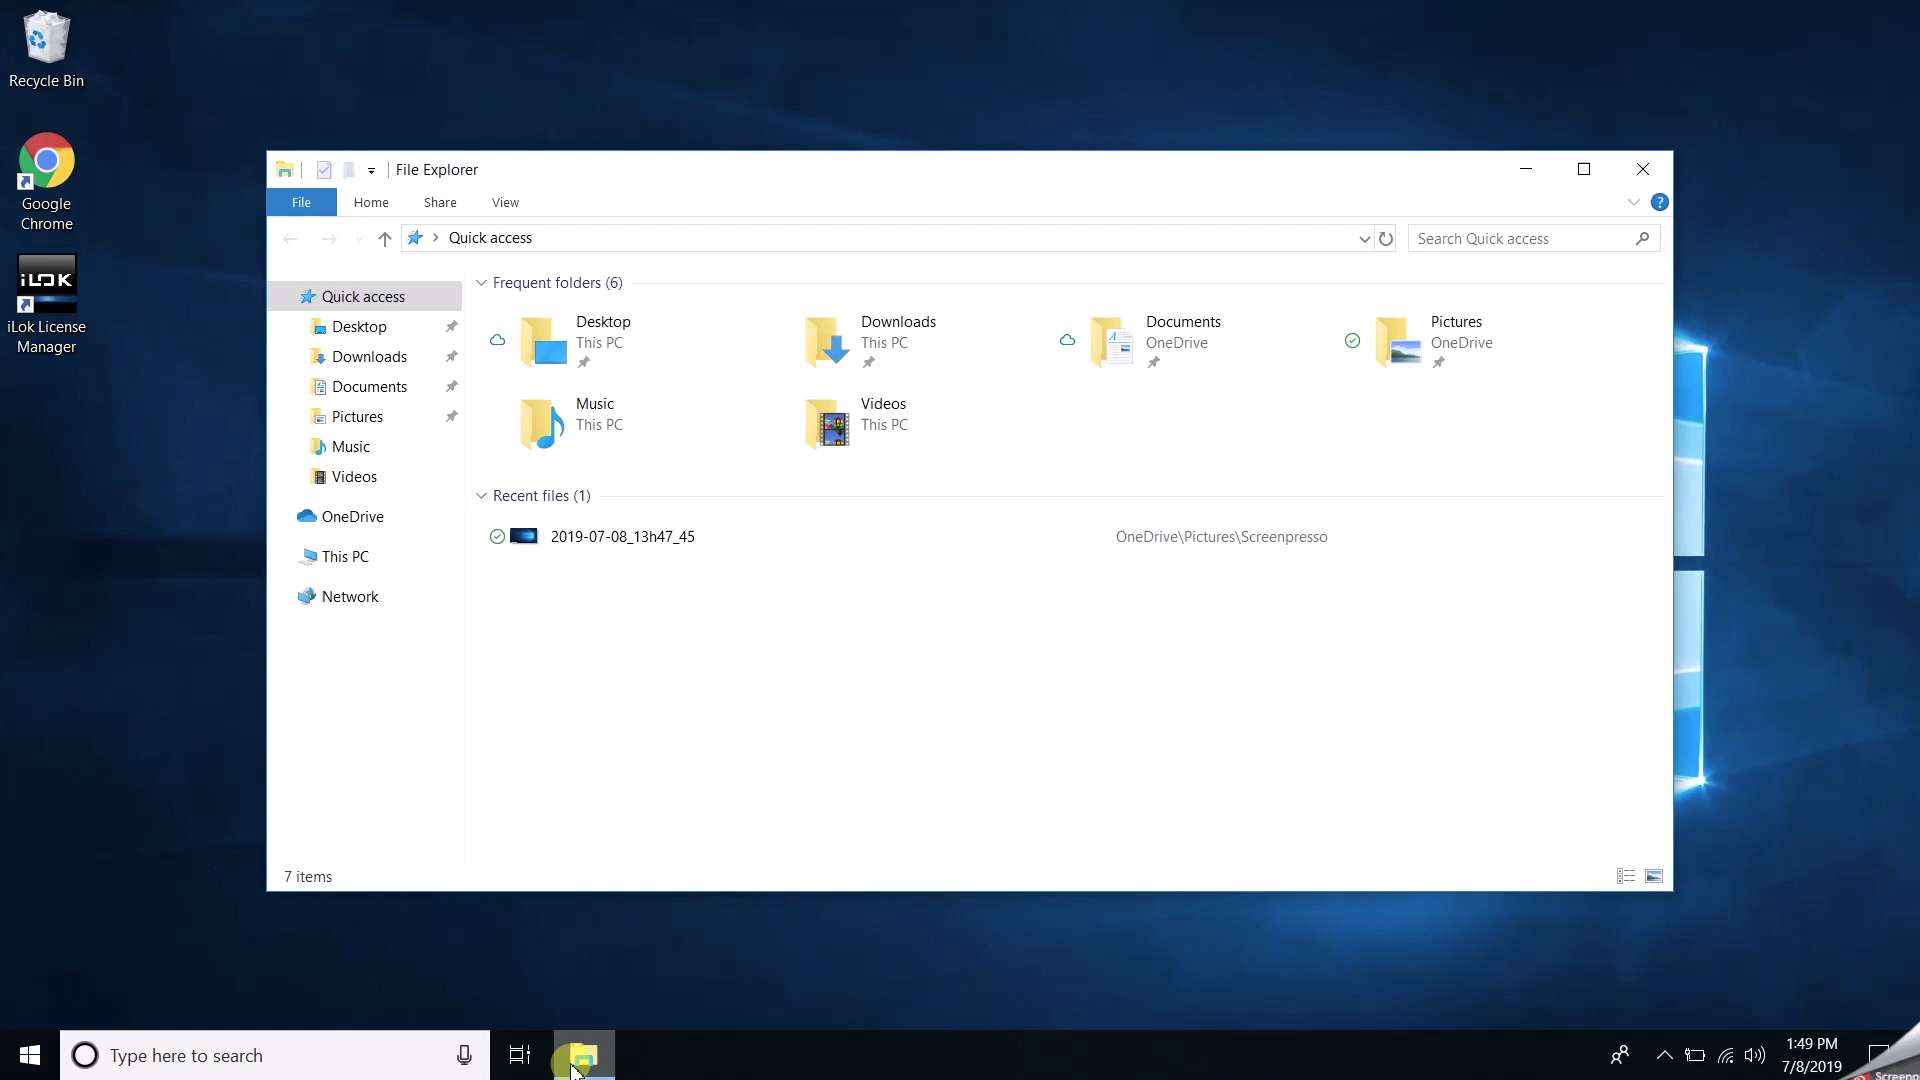 Recycle Bin
Google
Chrome
iLOK
iLok License
Manager
File Explorer
File
Home
Share
View
?
Quick access
Search Quick access
Quick access
Desktop
Downloads
Documents
Pictures
Music
Videos
OneDrive
This PC
Network
Frequent folders (6)
Desktop
This PC
Downloads
This PC
Documents
OneDrive
Pictures
OneDrive
Music
This PC
Videos
This PC
Recent files (1)
2019-07-08_13h47_45
OneDrive\Pictures\Screenpresso
7 items
Type here to search
1:49 PM
7/8/2019